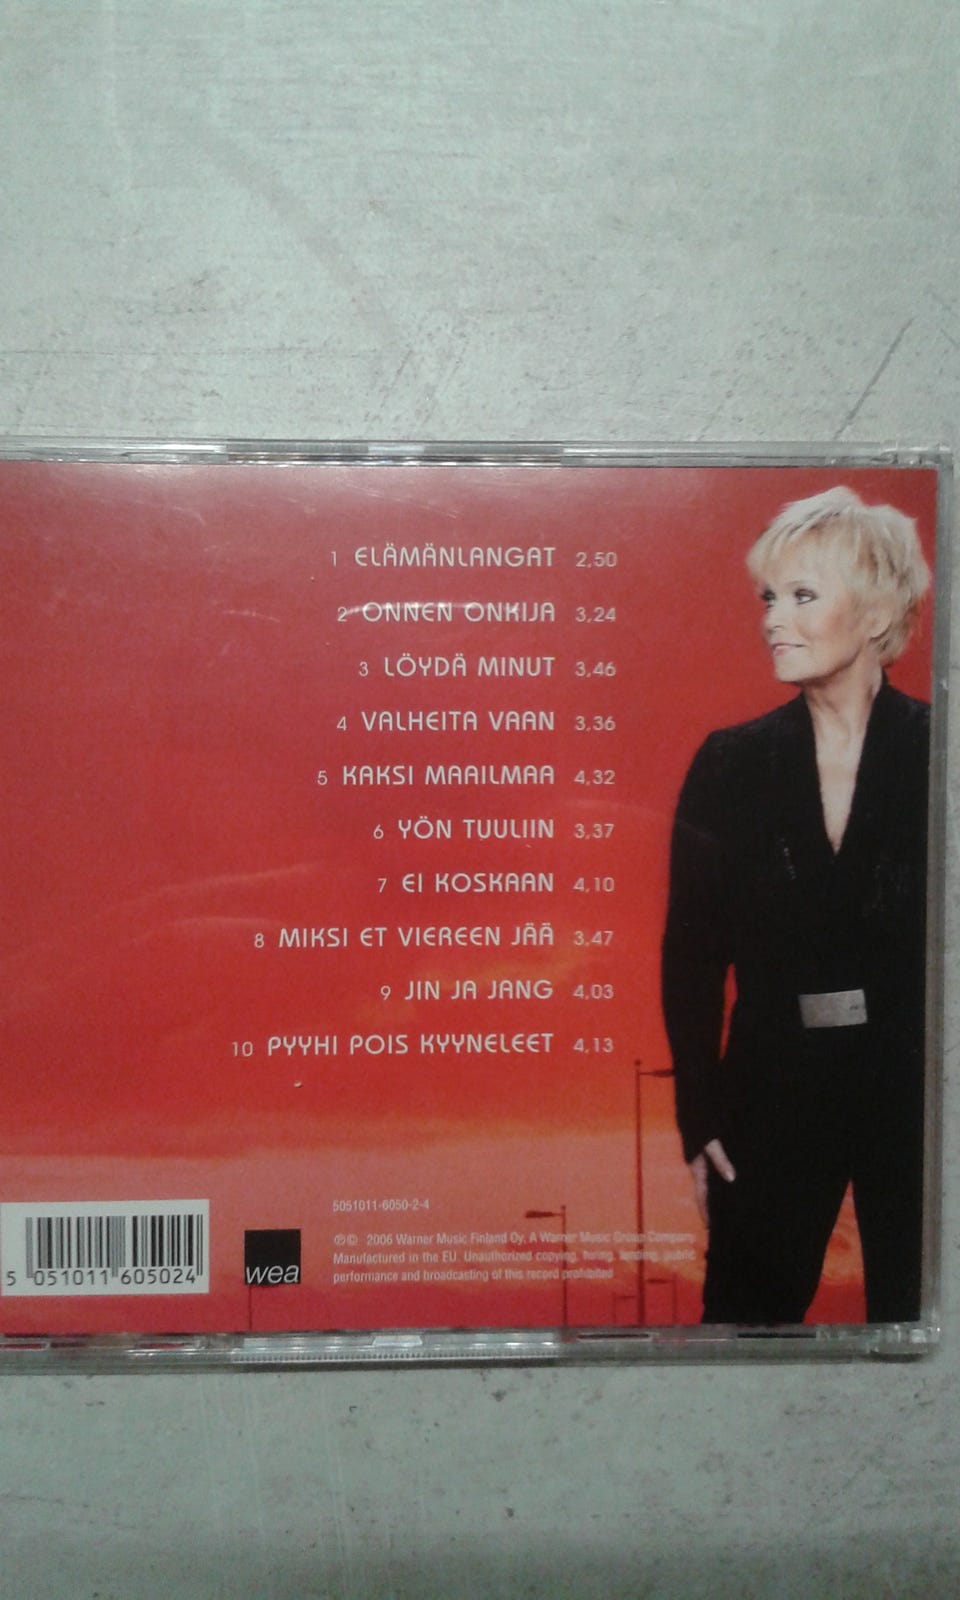 1 ELÄMÄNLANGAT 2,50
2 ONNEN ONKIJA 3,24
3 LÖYDÄ MINUT 3,46
4 VALHEITA VAAN 3,36
5 KAKSI MAAILMAA 4,32
6 YÖN TUULIIN 3,37
7 EI KOSKAAN 4,10
8 MIKSI ET VIEREEN JÄÄ 3,47
9 JIN JA JANG 4,03
10 PYYHI POIS KYYNELEET 4,13
5051011-6050-2-4
℗© 2006 Warner Music Finland Oy. A Warner Music Group Company
Manufactured in the EU. Unauthorized copying, hiring, lending, public
performance and broadcasting of this record prohibited
wea
5 051011 605024